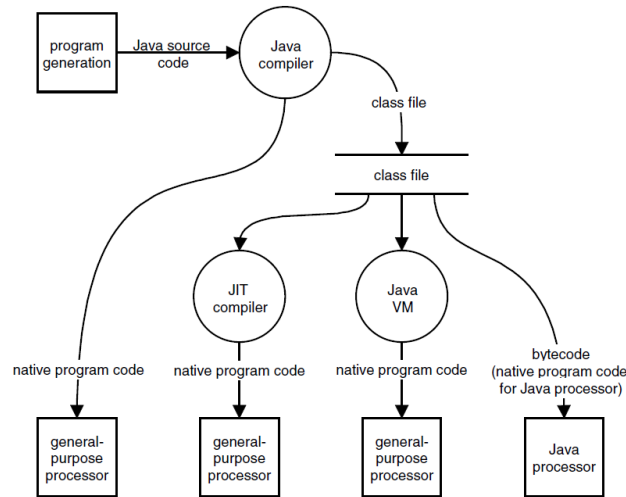 program
generation
Java source
code
Java
compiler
class file
class file
JIT
compiler
Java
VM
native program code
native program code
native program code
bytecode
(native program code
for Java processor)
general-
purpose
processor
general-
purpose
processor
general-
purpose
processor
Java
processor